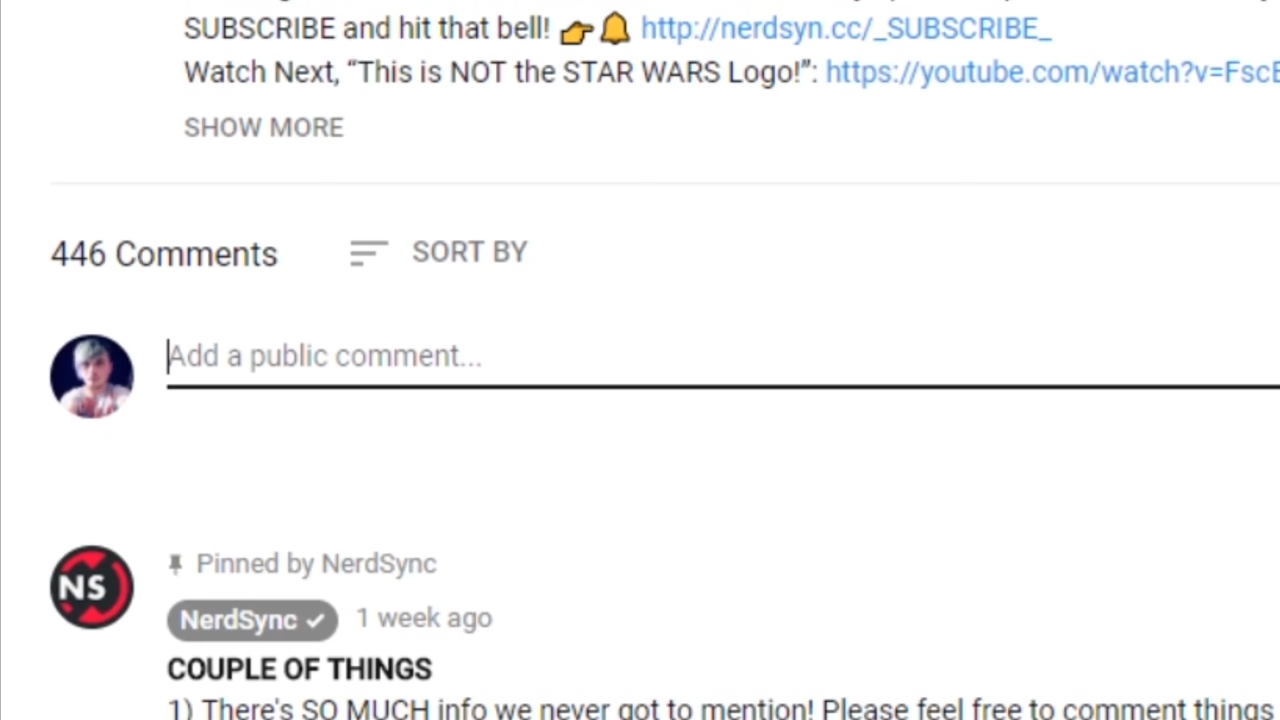 SUBSCRIBE and hit that bell! 👉🔔 http://nerdsyn.cc/_SUBSCRIBE_
Watch Next, “This is NOT the STAR WARS Logo!”: https://youtube.com/watch?v=Fsc
SHOW MORE
446 Comments SORT BY
Add a public comment...
NS
Pinned by NerdSync
NerdSync ✓ 1 week ago
COUPLE OF THINGS
1) There's SO MUCH info we never got to mention! Please feel free to comment things